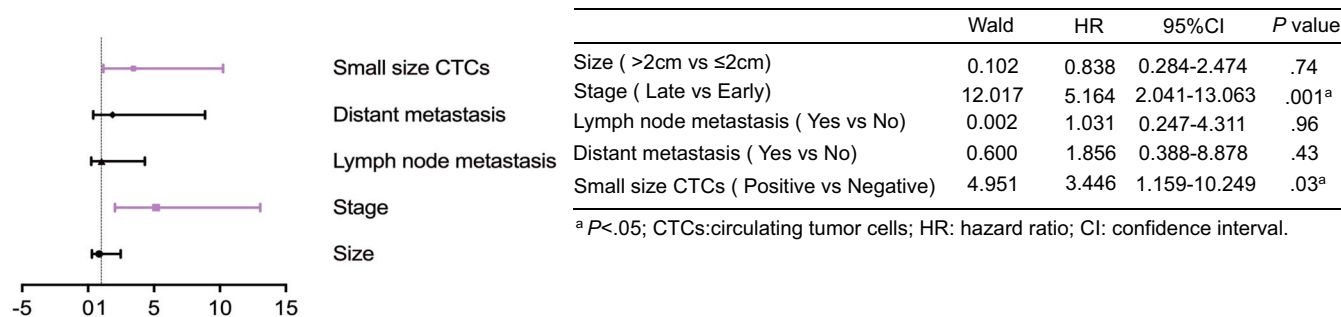 Small size CTCs
Distant metastasis
Lymph node metastasis
Stage
Size
-5 0 1 5 10 15
Wald HR 95%CI P value
Size ( >2cm vs ≤2cm) 0.102 0.838 0.284-2.474 .74
Stage ( Late vs Early) 12.017 5.164 2.041-13.063 .001ᵃ
Lymph node metastasis ( Yes vs No) 0.002 1.031 0.247-4.311 .96
Distant metastasis ( Yes vs No) 0.600 1.856 0.388-8.878 .43
Small size CTCs ( Positive vs Negative) 4.951 3.446 1.159-10.249 .03ᵃ
ᵃ P<.05; CTCs:circulating tumor cells; HR: hazard ratio; CI: confidence interval.